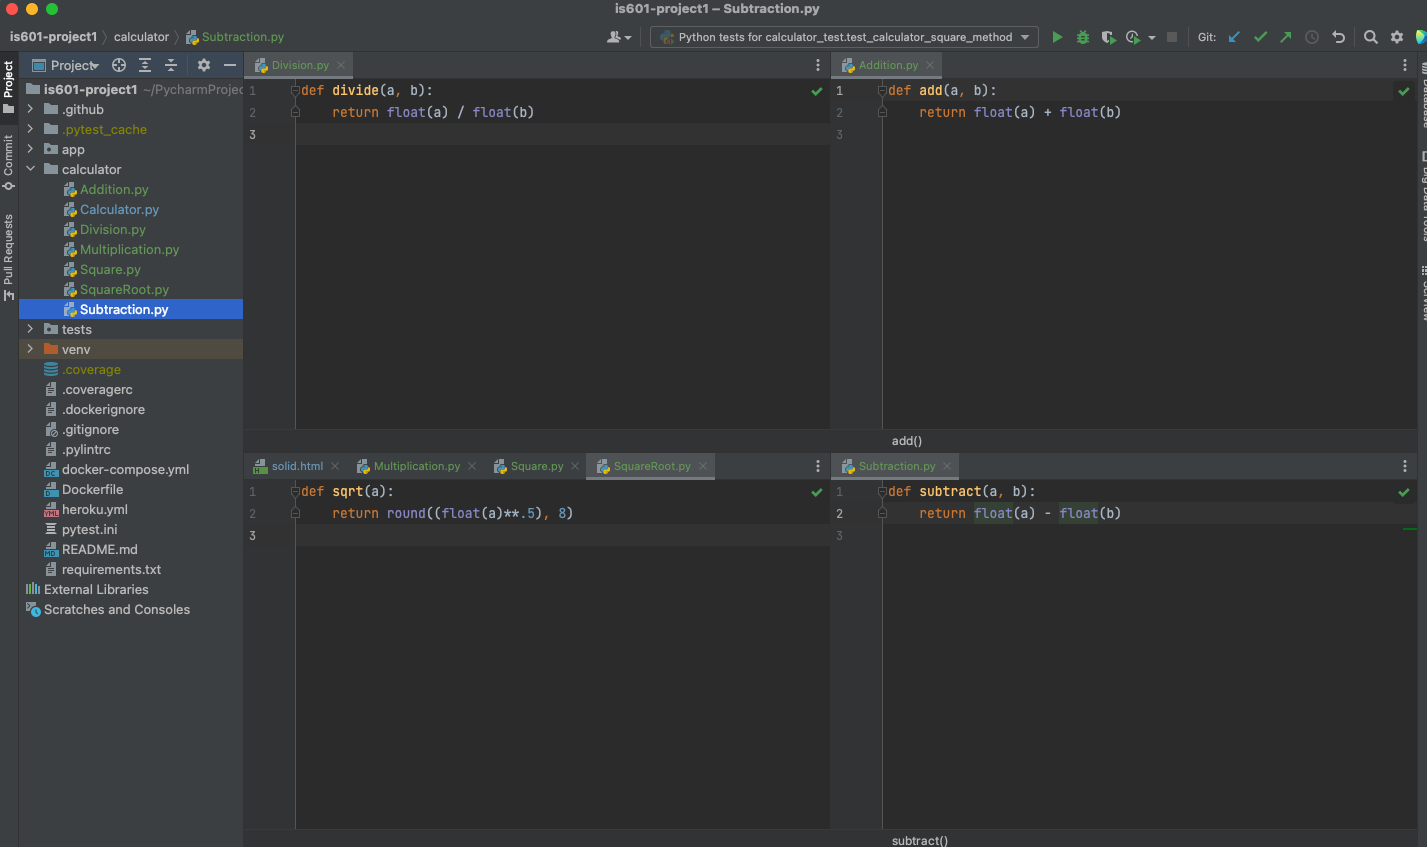 is601-project1 – Subtraction.py
is601-project1 calculator Subtraction.py
Python tests for calculator_test.test_calculator_square_method
Git:
Project
Commit
Pull Requests
Project
is601-project1 ~/PycharmProjec
.github
.pytest_cache
app
calculator
Addition.py
Calculator.py
Division.py
Multiplication.py
Square.py
SquareRoot.py
Subtraction.py
tests
venv
.coverage
.coveragerc
.dockerignore
.gitignore
.pylintrc
docker-compose.yml
Dockerfile
heroku.yml
pytest.ini
README.md
requirements.txt
External Libraries
Scratches and Consoles
Division.py
1 def divide(a, b):
2 return float(a) / float(b)
3
Addition.py
1 def add(a, b):
2 return float(a) + float(b)
3
add()
solid.html Multiplication.py Square.py SquareRoot.py
1 def sqrt(a):
2 return round((float(a)**.5), 8)
3
Subtraction.py
1 def subtract(a, b):
2 return float(a) - float(b)
3
subtract()